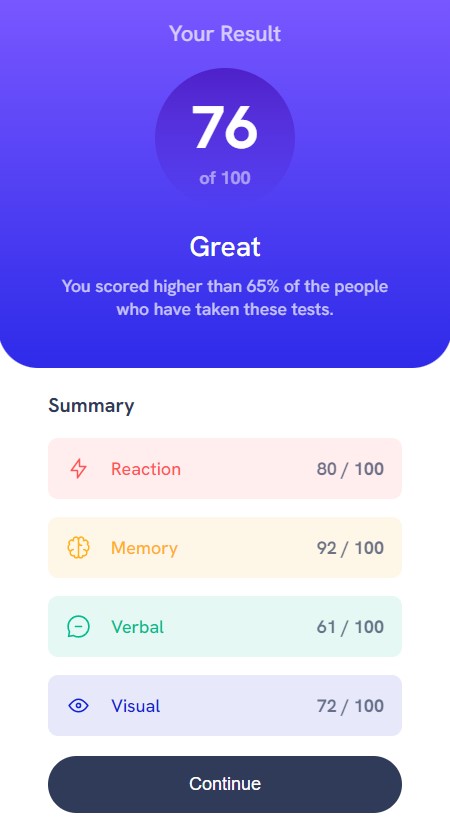 Your Result
76
of 100
Great
You scored higher than 65% of the people
who have taken these tests.
Summary
Reaction 80 / 100
Memory 92 / 100
Verbal 61 / 100
Visual 72 / 100
Continue